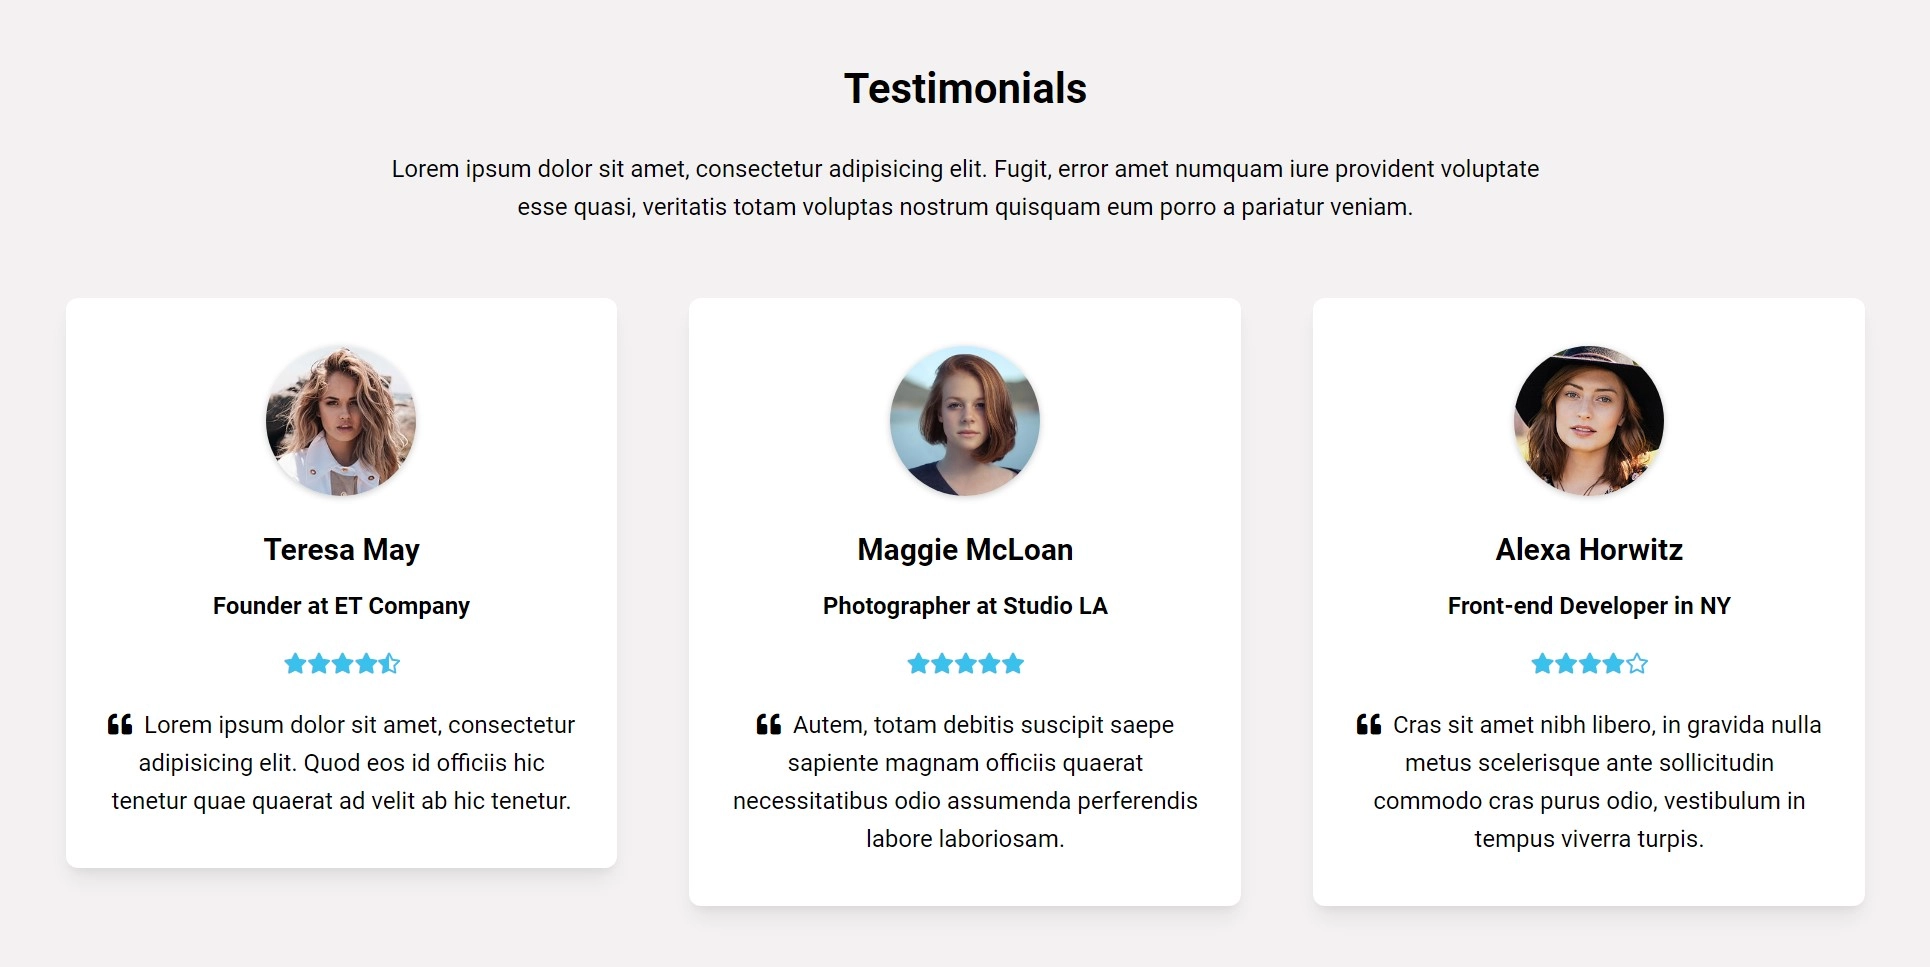 Testimonials
Lorem ipsum dolor sit amet, consectetur adipisicing elit. Fugit, error amet numquam iure provident voluptate
esse quasi, veritatis totam voluptas nostrum quisquam eum porro a pariatur veniam.
Teresa May
Founder at ET Company
“ Lorem ipsum dolor sit amet, consectetur
adipisicing elit. Quod eos id officiis hic
tenetur quae quaerat ad velit ab hic tenetur.
Maggie McLoan
Photographer at Studio LA
“ Autem, totam debitis suscipit saepe
sapiente magnam officiis quaerat
necessitatibus odio assumenda perferendis
labore laboriosam.
Alexa Horwitz
Front-end Developer in NY
“ Cras sit amet nibh libero, in gravida nulla
metus scelerisque ante sollicitudin
commodo cras purus odio, vestibulum in
tempus viverra turpis.